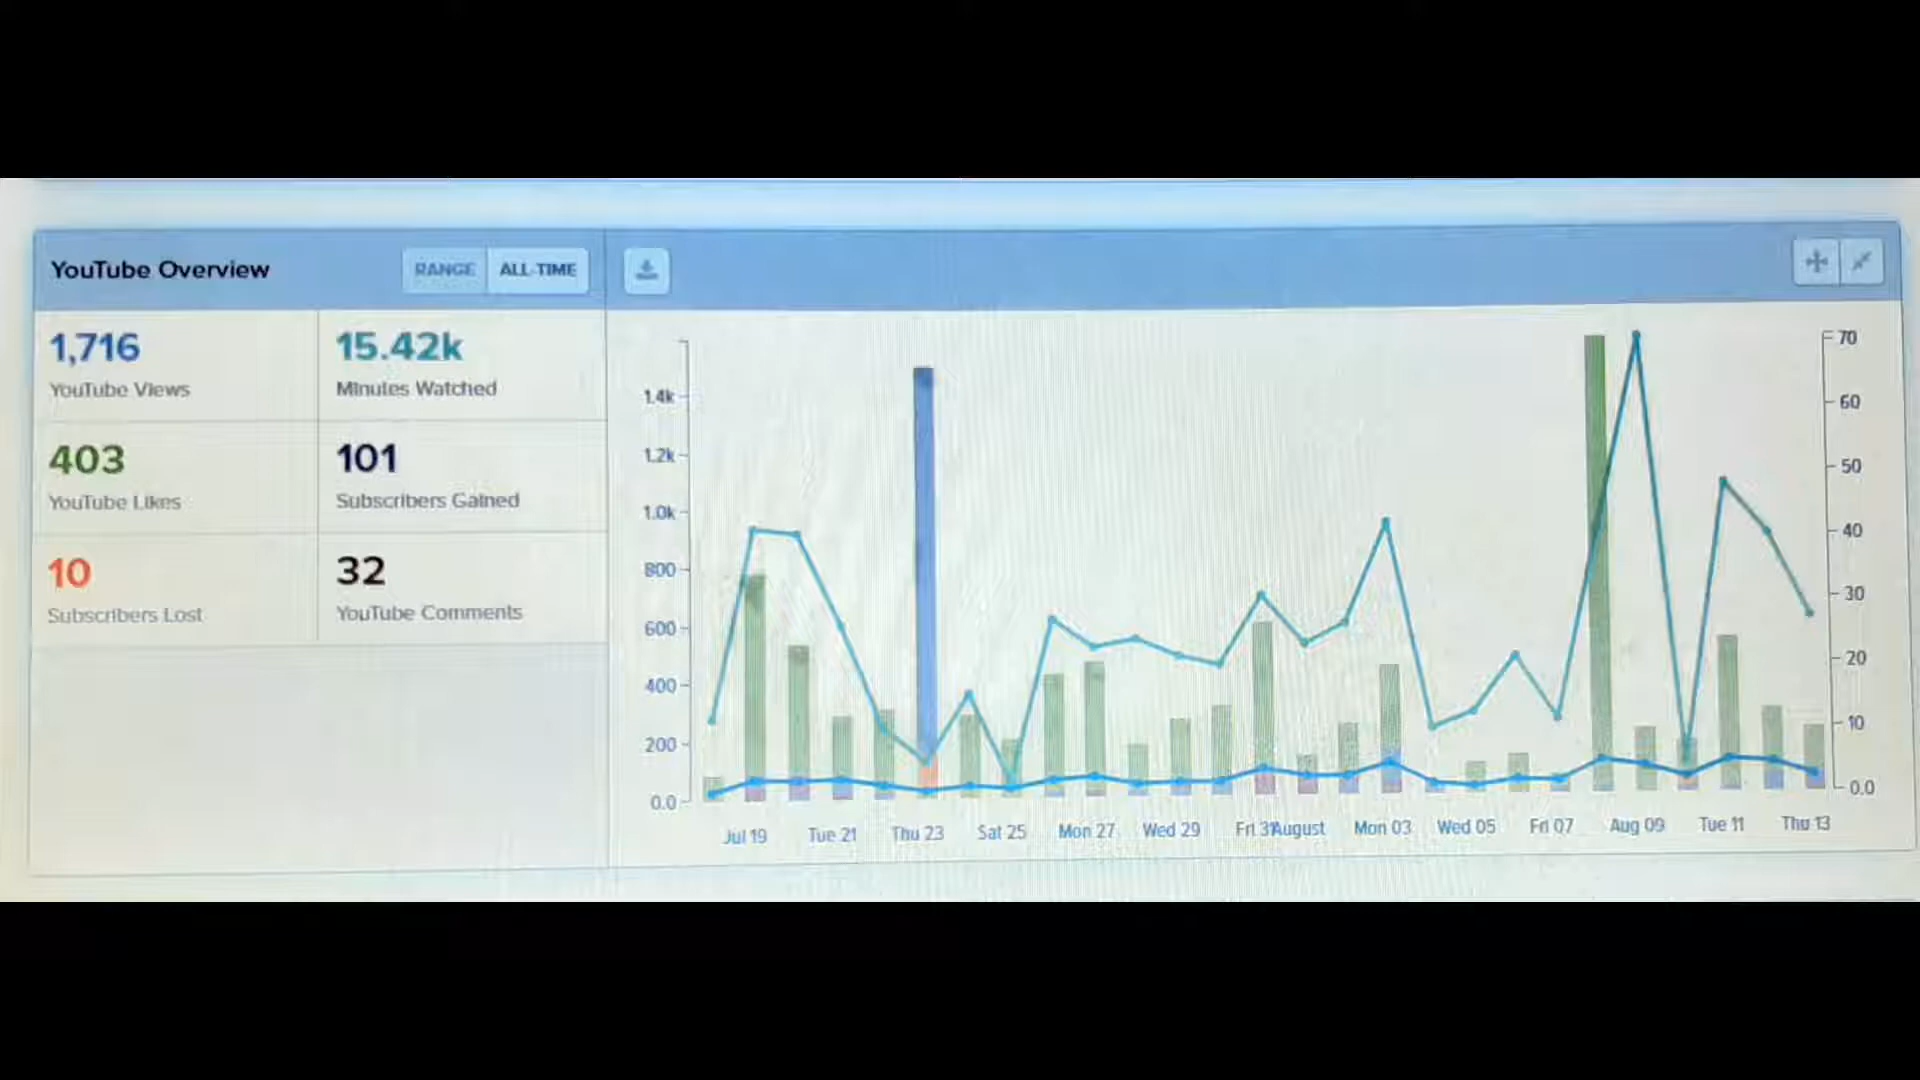 YouTube Overview
RANGE
ALL-TIME
1,716
YouTube Views
15.42k
Minutes Watched
403
YouTube Likes
101
Subscribers Gained
10
Subscribers Lost
32
YouTube Comments
1.4k
1.2k
1.0k
800
600
400
200
0.0
70
60
50
40
30
20
10
0.0
Jul 19
Tue 21
Thu 23
Sat 25
Mon 27
Wed 29
Fri 31
August
Mon 03
Wed 05
Fri 07
Aug 09
Tue 11
Thu 13